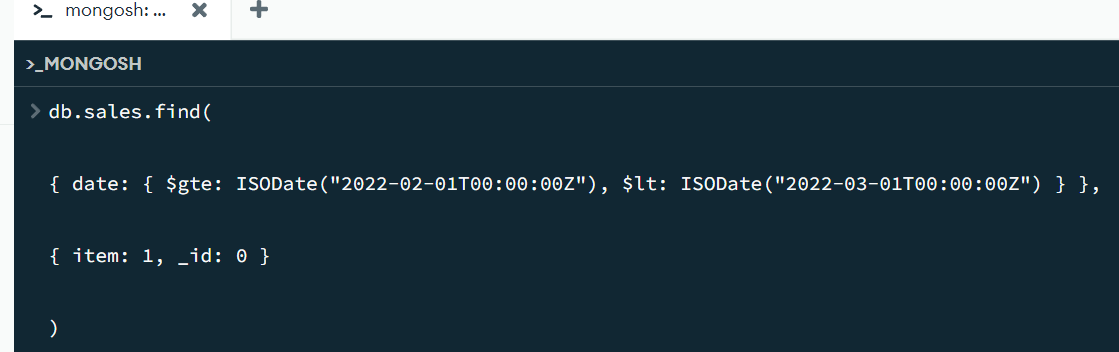 >_ mongosh: ... ✖ +
>_MONGOSH
> db.sales.find(
{ date: { $gte: ISODate("2022-02-01T00:00:00Z"), $lt: ISODate("2022-03-01T00:00:00Z") } },
{ item: 1, _id: 0 }
)